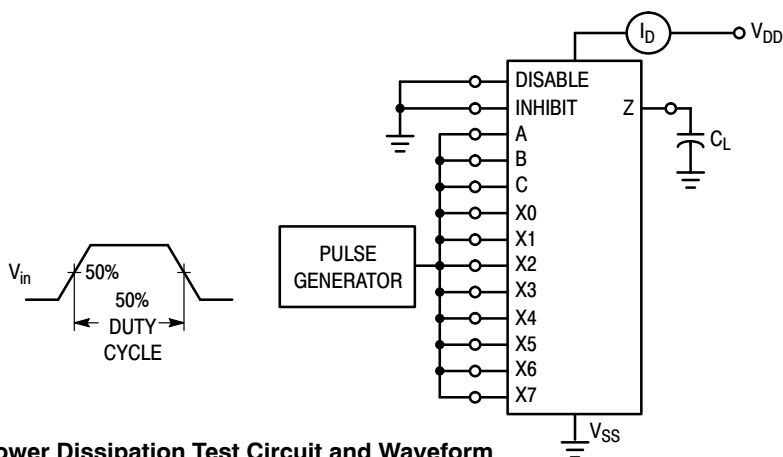 I_D
V_DD
DISABLE
INHIBIT
Z
A
C_L
B
C
X0
X1
X2
X3
X4
X5
X6
X7
V_SS
PULSE
GENERATOR
V_in
50%
50%
DUTY
CYCLE
ower Dissipation Test Circuit and Waveform